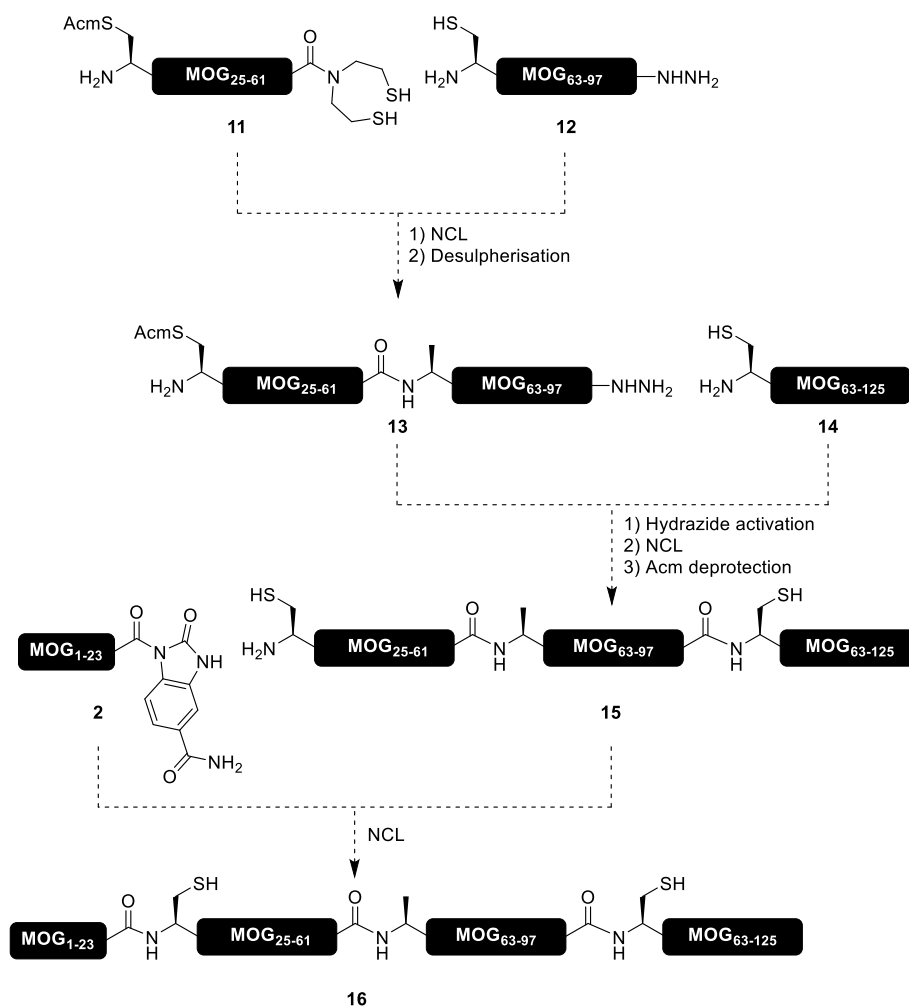 AcmS
H₂N
MOG₂₅₋₆₁
O
N
SH
SH
11
HS
H₂N
MOG₆₃₋₉₇
NHNH₂
12
1) NCL
2) Desulpherisation
AcmS
H₂N
MOG₂₅₋₆₁
O
N
H
MOG₆₃₋₉₇
NHNH₂
13
HS
H₂N
MOG₆₃₋₁₂₅
14
1) Hydrazide activation
2) NCL
3) Acm deprotection
MOG₁₋₂₃
O
O
N
NH
O
NH₂
2
HS
H₂N
MOG₂₅₋₆₁
O
N
H
MOG₆₃₋₉₇
O
N
H
SH
MOG₆₃₋₁₂₅
15
NCL
MOG₁₋₂₃
O
N
H
SH
MOG₂₅₋₆₁
O
N
H
MOG₆₃₋₉₇
O
N
H
SH
MOG₆₃₋₁₂₅
16